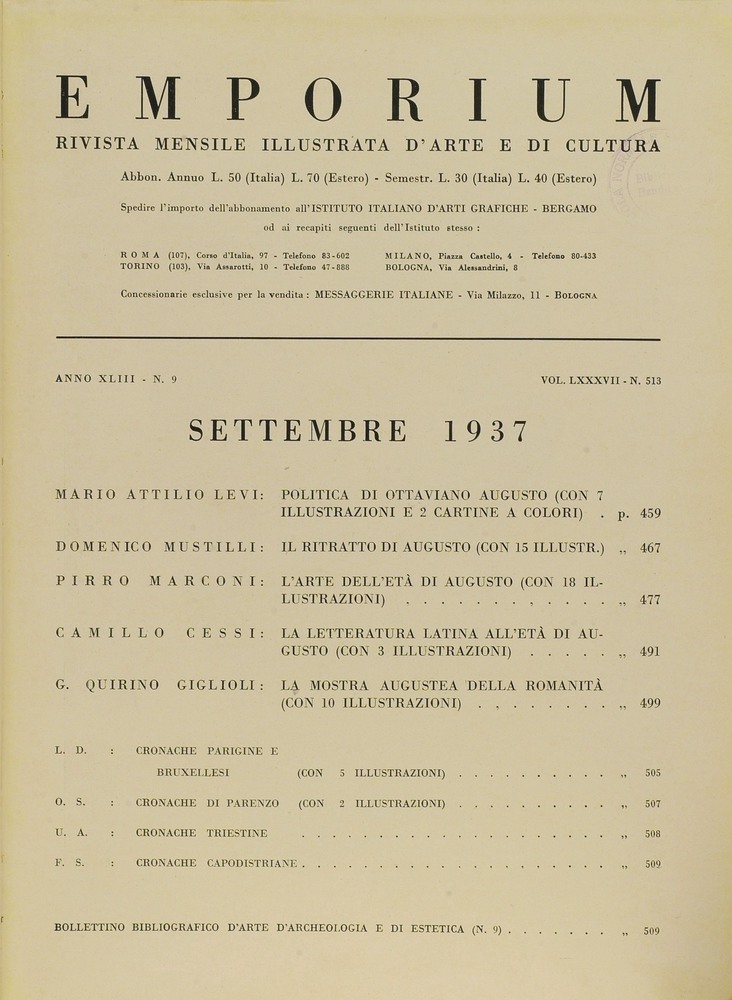 EMPORIUM
RIVISTA MENSILE ILLUSTRATA D'ARTE E DI CULTURA
Abbon. Annuo L. 50 (Italia) L. 70 (Estero) - Semestr. L. 30 (Italia) L. 40 (Estero)
Spedire l'importo dell'abbonamento all'ISTITUTO ITALIANO D'ARTI GRAFICHE - BERGAMO
od ai recapiti seguenti dell'Istituto stesso :
ROMA (107), Corso d'Italia, 97 - Telefono 83-602 MILANO, Piazza Castello, 4 - Telefono 80-433
TORINO (103), Via Assarotti, 10 - Telefono 47-888 BOLOGNA, Via Alessandrini, 8
Concessionarie esclusive per la vendita : MESSAGGERIE ITALIANE - Via Milazzo, 11 - BOLOGNA
ANNO XLIII - N. 9 VOL. LXXXVII - N. 513
SETTEMBRE 1937
MARIO ATTILIO LEVI: POLITICA DI OTTAVIANO AUGUSTO (CON 7
ILLUSTRAZIONI E 2 CARTINE A COLORI) . p. 459
DOMENICO MUSTILLI: IL RITRATTO DI AUGUSTO (CON 15 ILLUSTR.) „ 467
PIRRO MARCONI: L'ARTE DELL'ETÀ DI AUGUSTO (CON 18 IL-
LUSTRAZIONI) . . . . . . . . . . . „ 477
CAMILLO CESSI: LA LETTERATURA LATINA ALL'ETÀ DI AU-
GUSTO (CON 3 ILLUSTRAZIONI) . . . . . „ 491
G. QUIRINO GIGLIOLI: LA MOSTRA AUGUSTEA DELLA ROMANITÀ
(CON 10 ILLUSTRAZIONI) . . . . . . . . „ 499
L. D. : CRONACHE PARIGINE E
BRUXELLESI (CON 5 ILLUSTRAZIONI) . . . . . . . . . . „ 505
O. S. : CRONACHE DI PARENZO (CON 2 ILLUSTRAZIONI) . . . . . . . . . . „ 507
U. A. : CRONACHE TRIESTINE . . . . . . . . . . . . . . . . . . „ 508
F. S. : CRONACHE CAPODISTRIANE . . . . . . . . . . . . . . . . . . „ 509
BOLLETTINO BIBLIOGRAFICO D'ARTE D'ARCHEOLOGIA E DI ESTETICA (N. 9) . . . . . . . „ 509